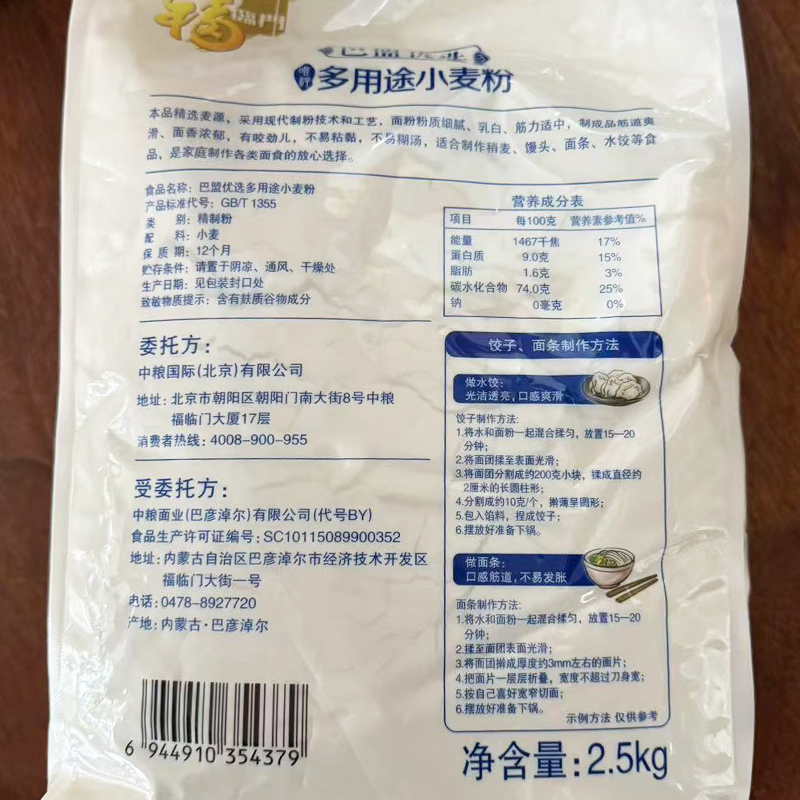 福临门
巴盟优选
多用途小麦粉
本品精选麦源，采用现代制粉技术和工艺，面粉粉质细腻、乳白、筋力适中，制成品筋道爽
滑、面香浓郁，有咬劲儿，不易粘黏，不易糊汤，适合制作稍麦、馒头、面条、水饺等食
品，是家庭制作各类面食的放心选择。
食品名称：巴盟优选多用途小麦粉
产品标准代号：GB/T 1355
类 别：精制粉
配 料：小麦
保 质 期：12个月
贮存条件：请置于阴凉、通风、干燥处
生产日期：见包装封口处
致敏物质提示：含有麸质谷物成分
营养成分表
项目 每100克 营养素参考值%
能量 1467千焦 17%
蛋白质 9.0克 15%
脂肪 1.6克 3%
碳水化合物 74.0克 25%
钠 0毫克 0%
委托方：
中粮国际(北京)有限公司
地址：北京市朝阳区朝阳门南大街8号中粮
福临门大厦17层
消费者热线：4008-900-955
受委托方：
中粮面业(巴彦淖尔)有限公司(代号BY)
食品生产许可证编号：SC10115089900352
地址：内蒙古自治区巴彦淖尔市经济技术开发区
福临门大街一号
电话：0478-8927720
产地：内蒙古·巴彦淖尔
饺子、面条制作方法
做水饺：
光洁透亮，口感爽滑
饺子制作方法：
1.将水和面粉一起混合揉匀，放置15—20
分钟；
2.将面团揉至表面光滑；
3.将面团分割成约200克小块，揉成直径约
2厘米的长圆柱形；
4.分割成约10克/个，擀薄呈圆形；
5.包入馅料，捏成饺子；
6.摆放好准备下锅。
做面条：
口感筋道，不易发胀
面条制作方法：
1.将水和面粉一起混合揉匀，放置15—20
分钟；
2.揉至面团表面光滑；
3.将面团擀成厚度约3mm左右的面片；
4.把面片一层层折叠，宽度不超过刀身宽；
5.按自己喜好宽窄切面；
6.摆放好准备下锅。
示例方法 仅供参考
6 944910 354379
净含量：2.5kg